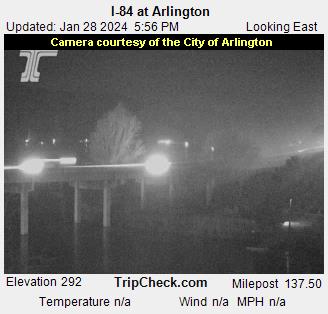 I-84 at Arlington
Updated: Jan 28 2024 5:56 PM Looking East
Camera courtesy of the City of Arlington
Elevation 292 TripCheck.com Milepost 137.50
Temperature n/a Wind n/a MPH n/a